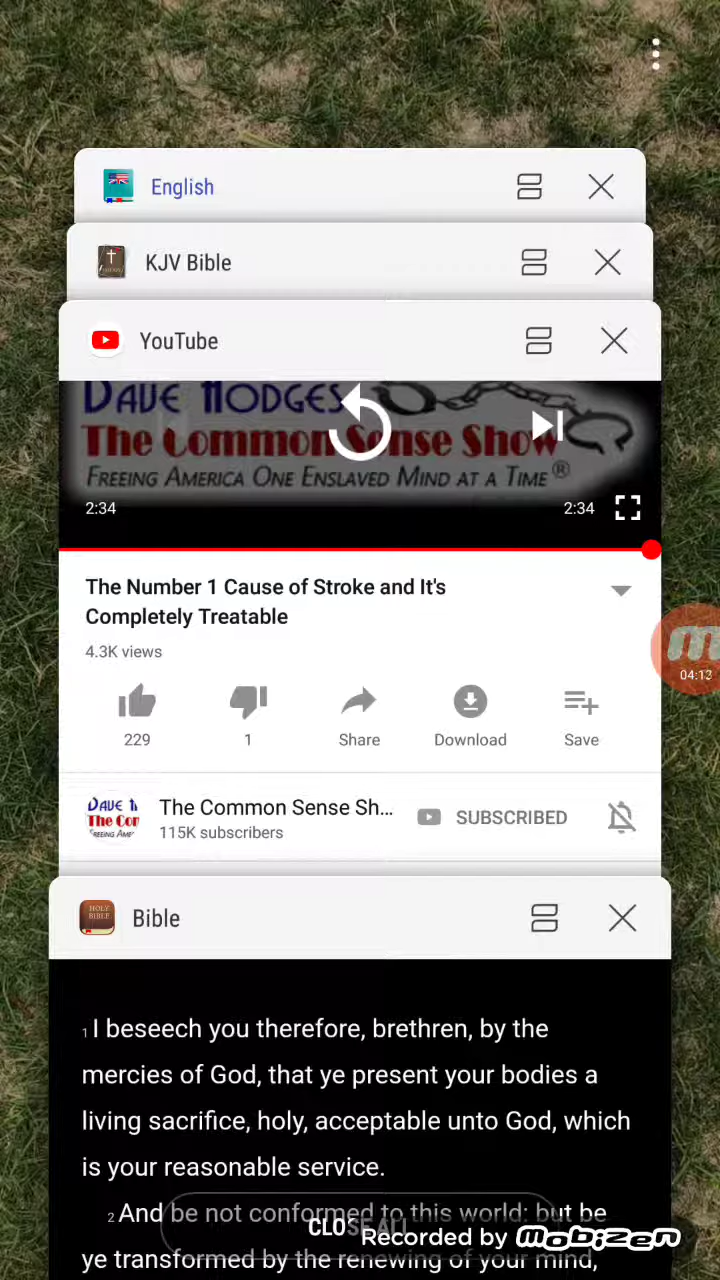 English
KJV Bible
YouTube
DAVE HODGES
The Common Sense Show
FREEING AMERICA ONE ENSLAVED MIND AT A TIME®
2:34
2:34
The Number 1 Cause of Stroke and It's
Completely Treatable
4.3K views
04:13
229
1
Share
Download
Save
The Common Sense Sh...
SUBSCRIBED
115K subscribers
HOLY
BIBLE
Bible
1 I beseech you therefore, brethren, by the
mercies of God, that ye present your bodies a
living sacrifice, holy, acceptable unto God, which
is your reasonable service.
2 And be not conformed to this world: but be
CLOSE ALL
Recorded by mobizen
ye transformed by the renewing of your mind,